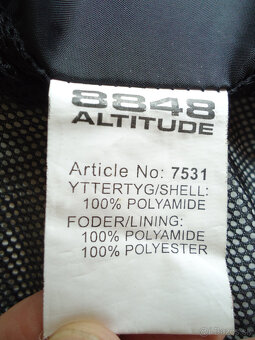 8848
ALTITUDE
Article No: 7531
YTTERTYG/SHELL:
100% POLYAMIDE
FODER/LINING:
100% POLYAMIDE
100% POLYESTER